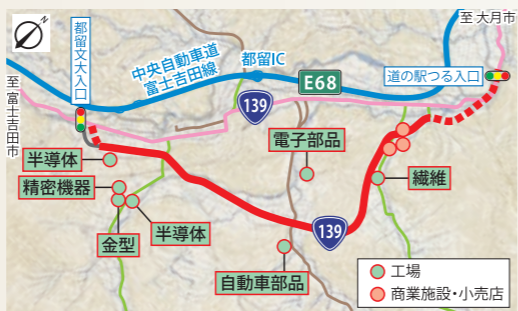 至 大月市
都留文大入口
中央自動車道
富士吉田線
都留IC
E68
道の駅つる入口
至 富士吉田市
139
電子部品
半導体
精密機器
繊維
金型
半導体
139
自動車部品
工場
商業施設・小売店